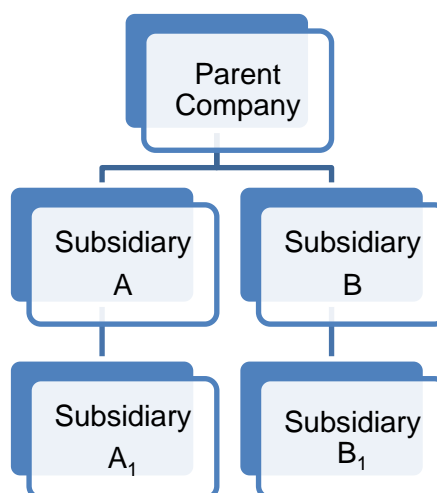 Parent
Company
Subsidiary
A
Subsidiary
B
Subsidiary
A₁
Subsidiary
B₁